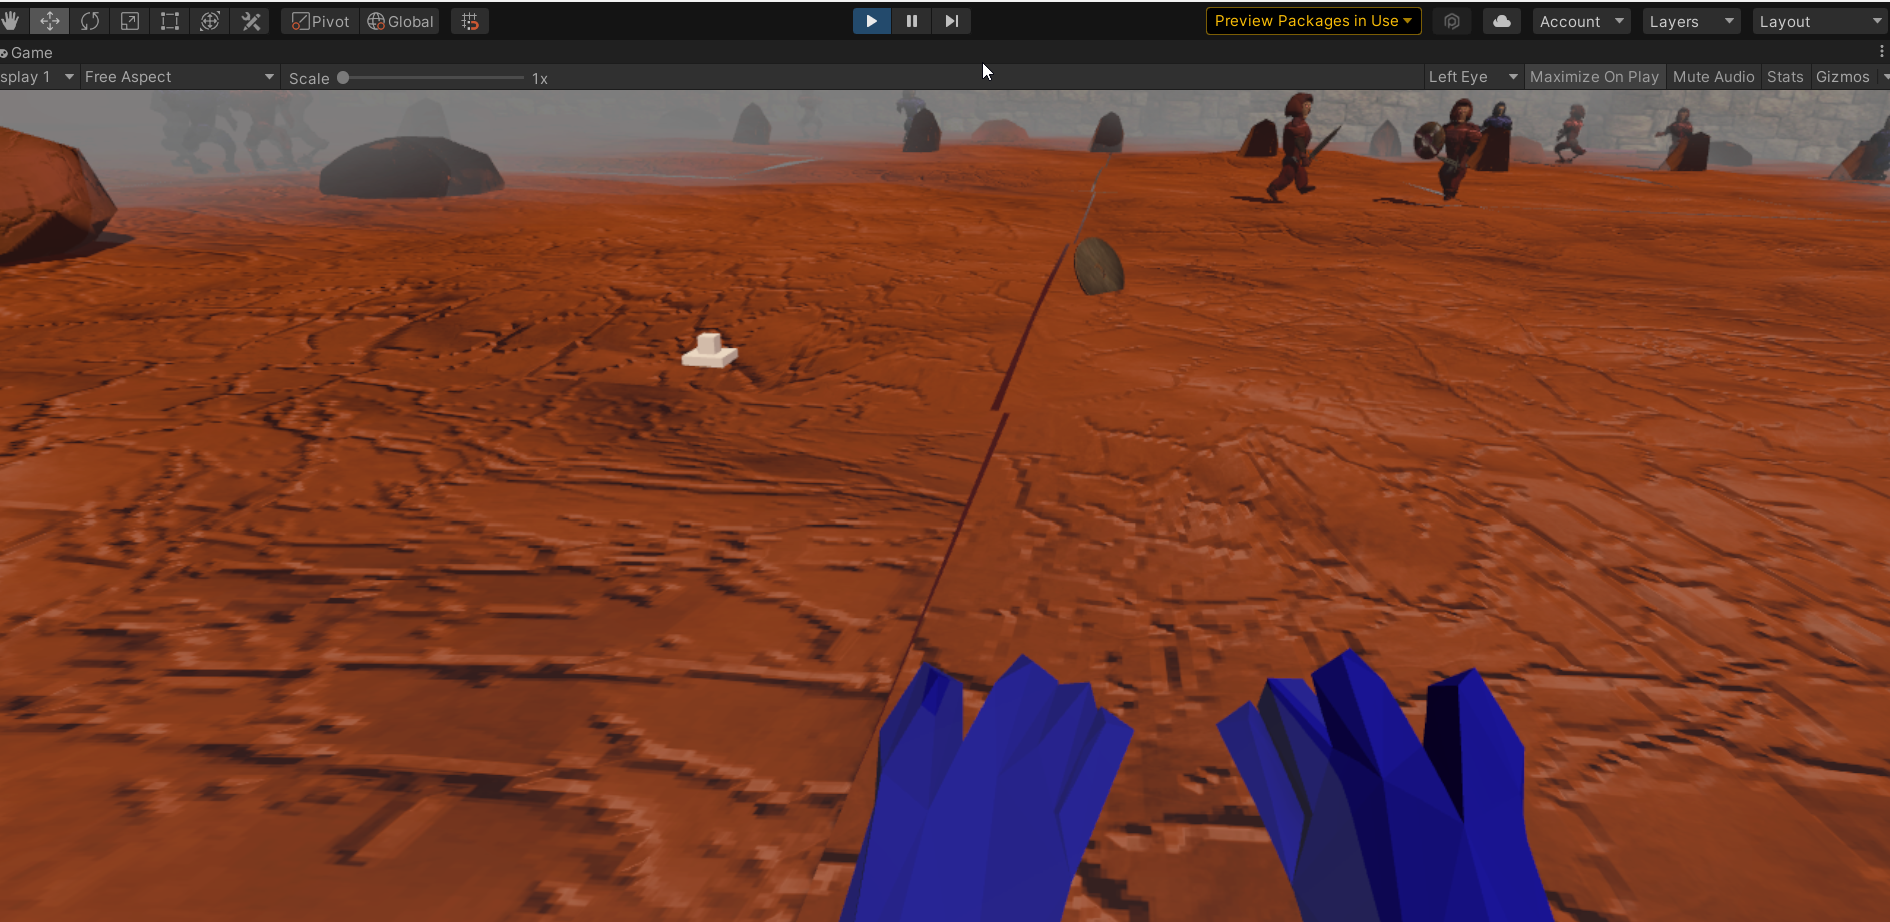 Pivot Global Preview Packages in Use Account Layers Layout
Game
splay 1 Free Aspect Scale 1x Left Eye Maximize On Play Mute Audio Stats Gizmos